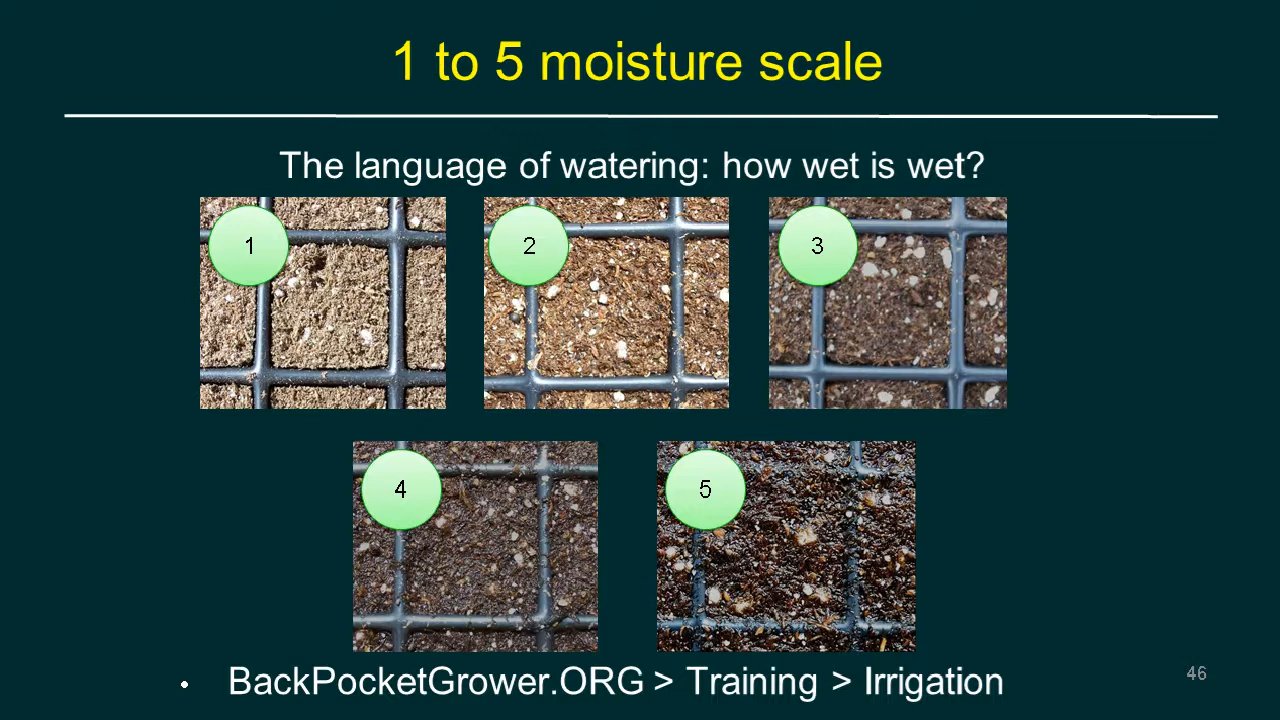 1 to 5 moisture scale
The language of watering: how wet is wet?
1
2
3
4
5
• BackPocketGrower.ORG > Training > Irrigation
46